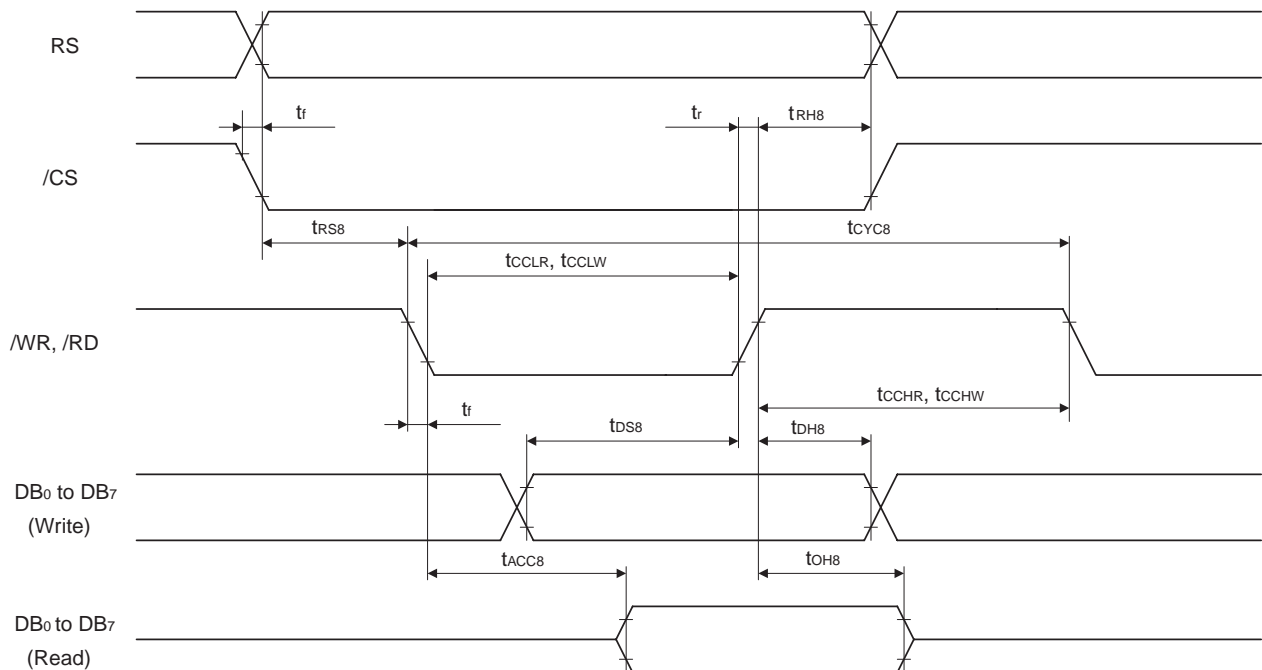 RS
tf
tr
tRH8
/CS
tRS8
tCYC8
tCCLR, tCCLW
/WR, /RD
tCCHR, tCCHW
tf
tDS8
tDH8
DB0 to DB7
(Write)
tACC8
tOH8
DB0 to DB7
(Read)